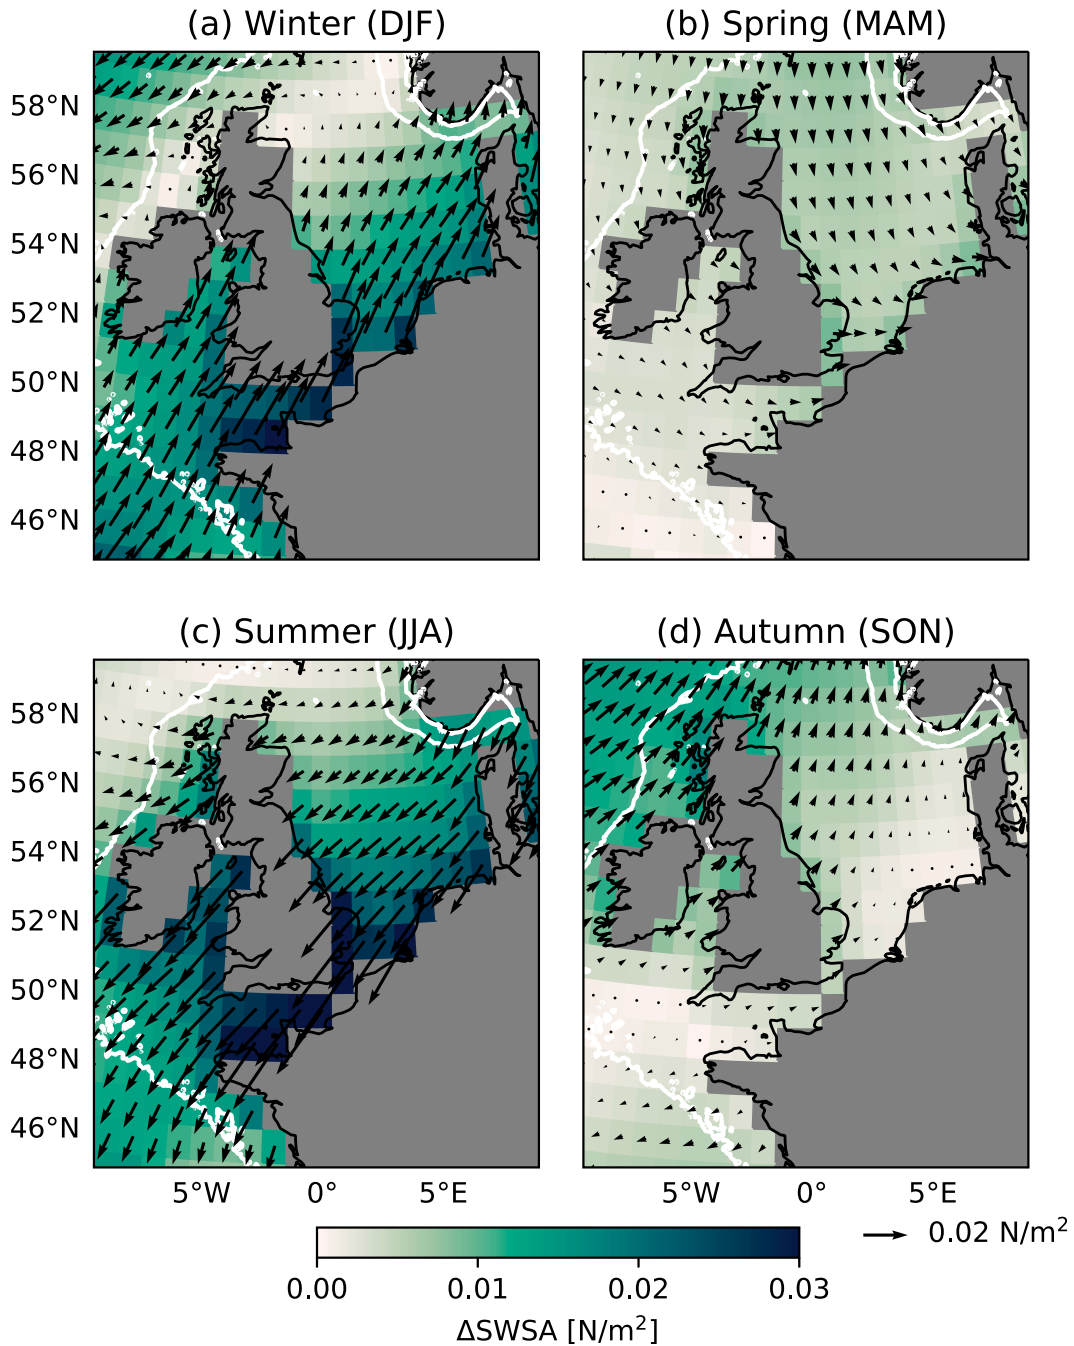 (a) Winter (DJF)
(b) Spring (MAM)
58°N
56°N
54°N
52°N
50°N
48°N
46°N
(c) Summer (JJA)
(d) Autumn (SON)
58°N
56°N
54°N
52°N
50°N
48°N
46°N
5°W 0° 5°E
5°W 0° 5°E
0.02 N/m²
0.00 0.01 0.02 0.03
ΔSWSA [N/m²]